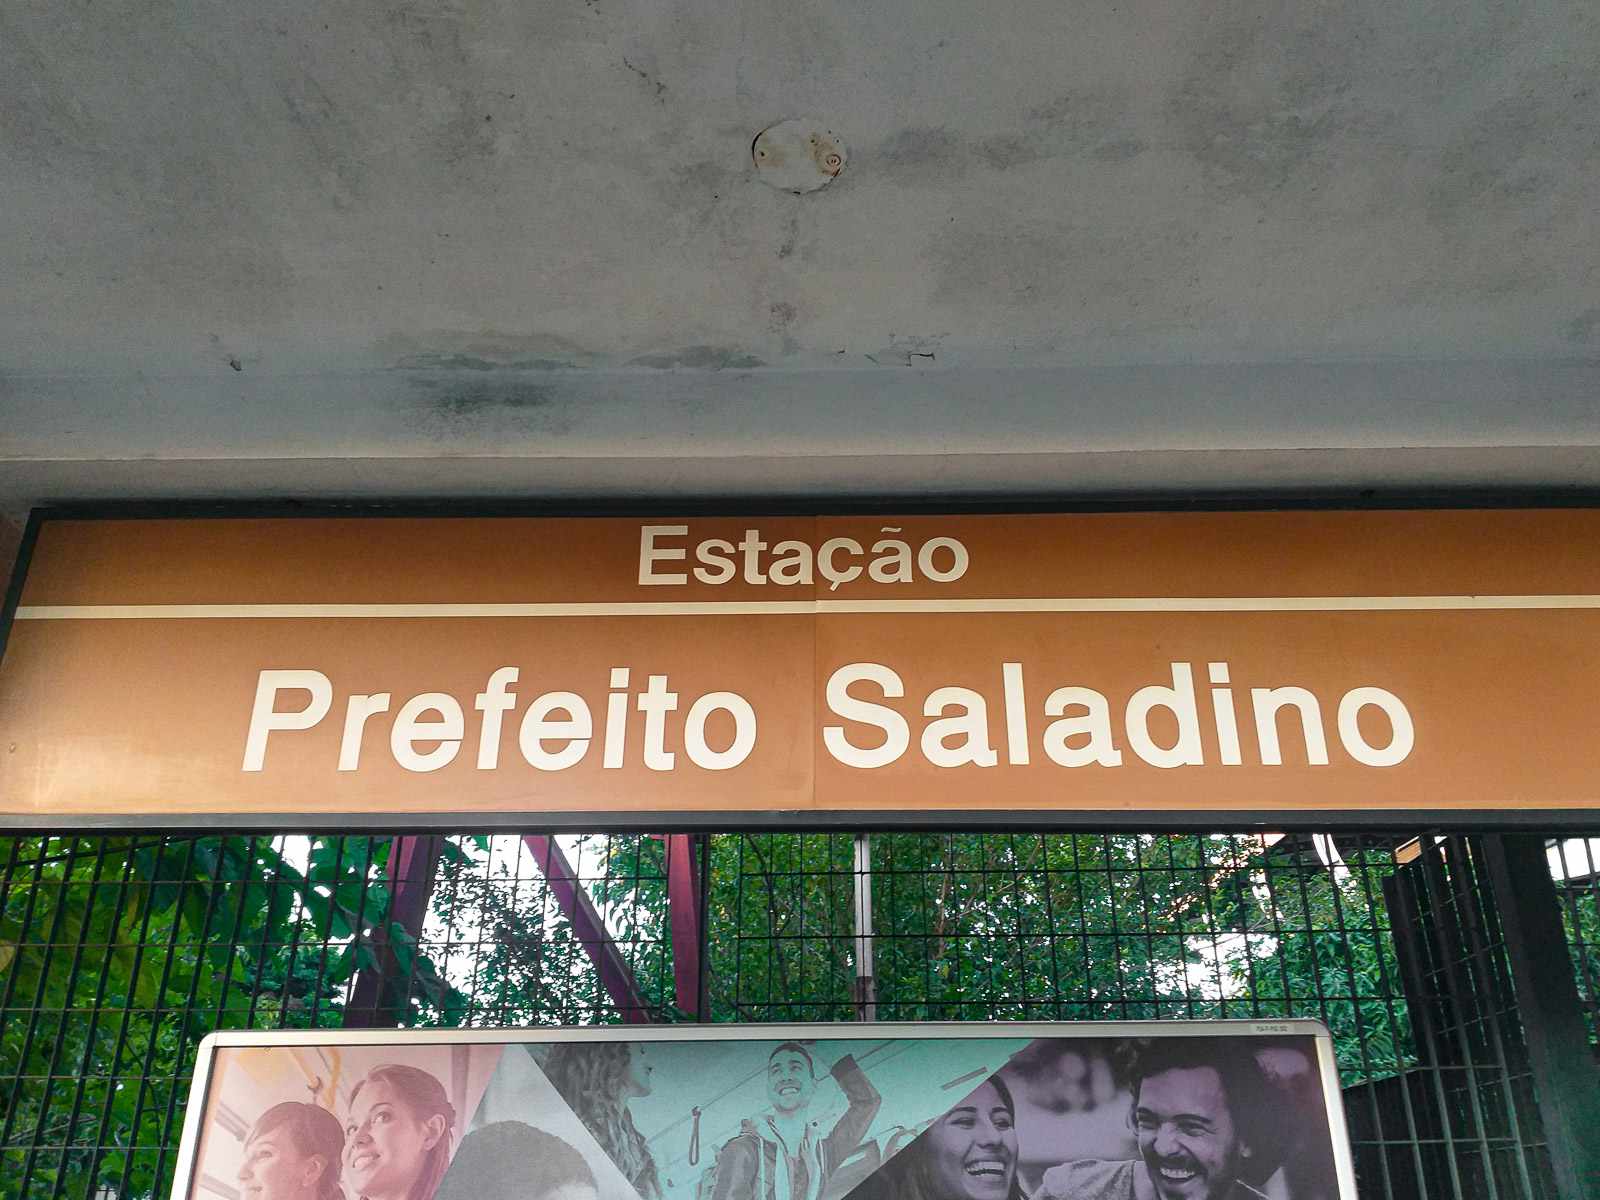 Estação
Prefeito Saladino